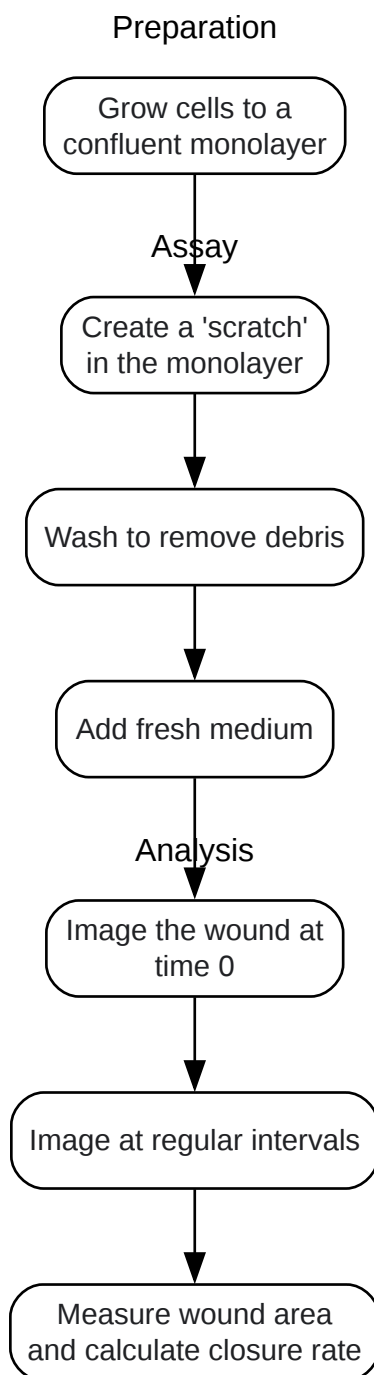 Preparation
Grow cells to a
confluent monolayer
Assay
Create a 'scratch'
in the monolayer
Wash to remove debris
Add fresh medium
Analysis
Image the wound at
time 0
Image at regular intervals
Measure wound area
and calculate closure rate